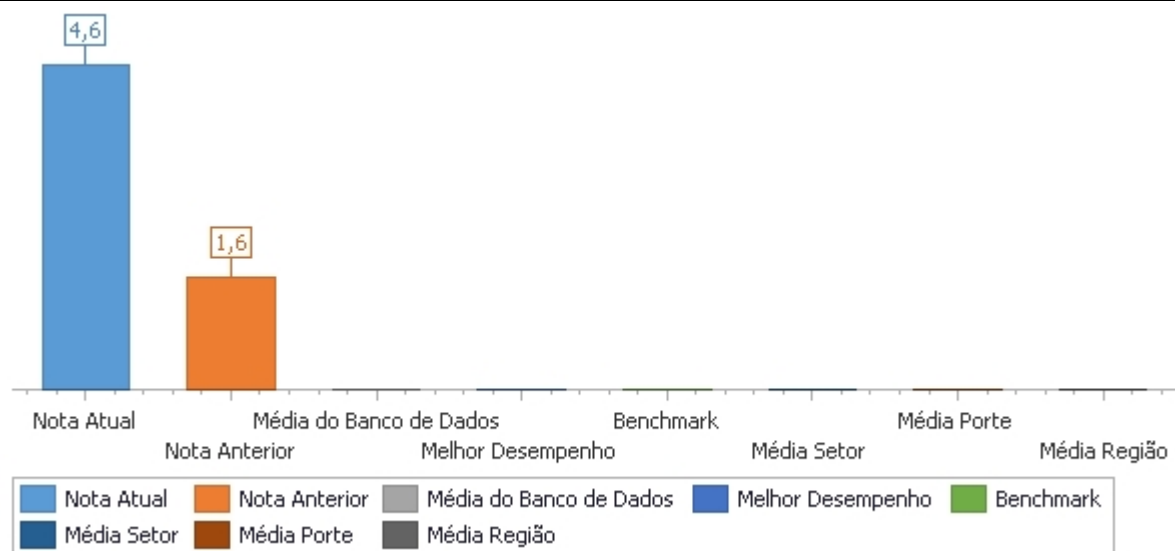 4,6
1,6
Nota Atual Média do Banco de Dados Benchmark Média Porte
Nota Anterior Melhor Desempenho Média Setor Média Região
Nota Atual Nota Anterior Média do Banco de Dados Melhor Desempenho Benchmark
Média Setor Média Porte Média Região